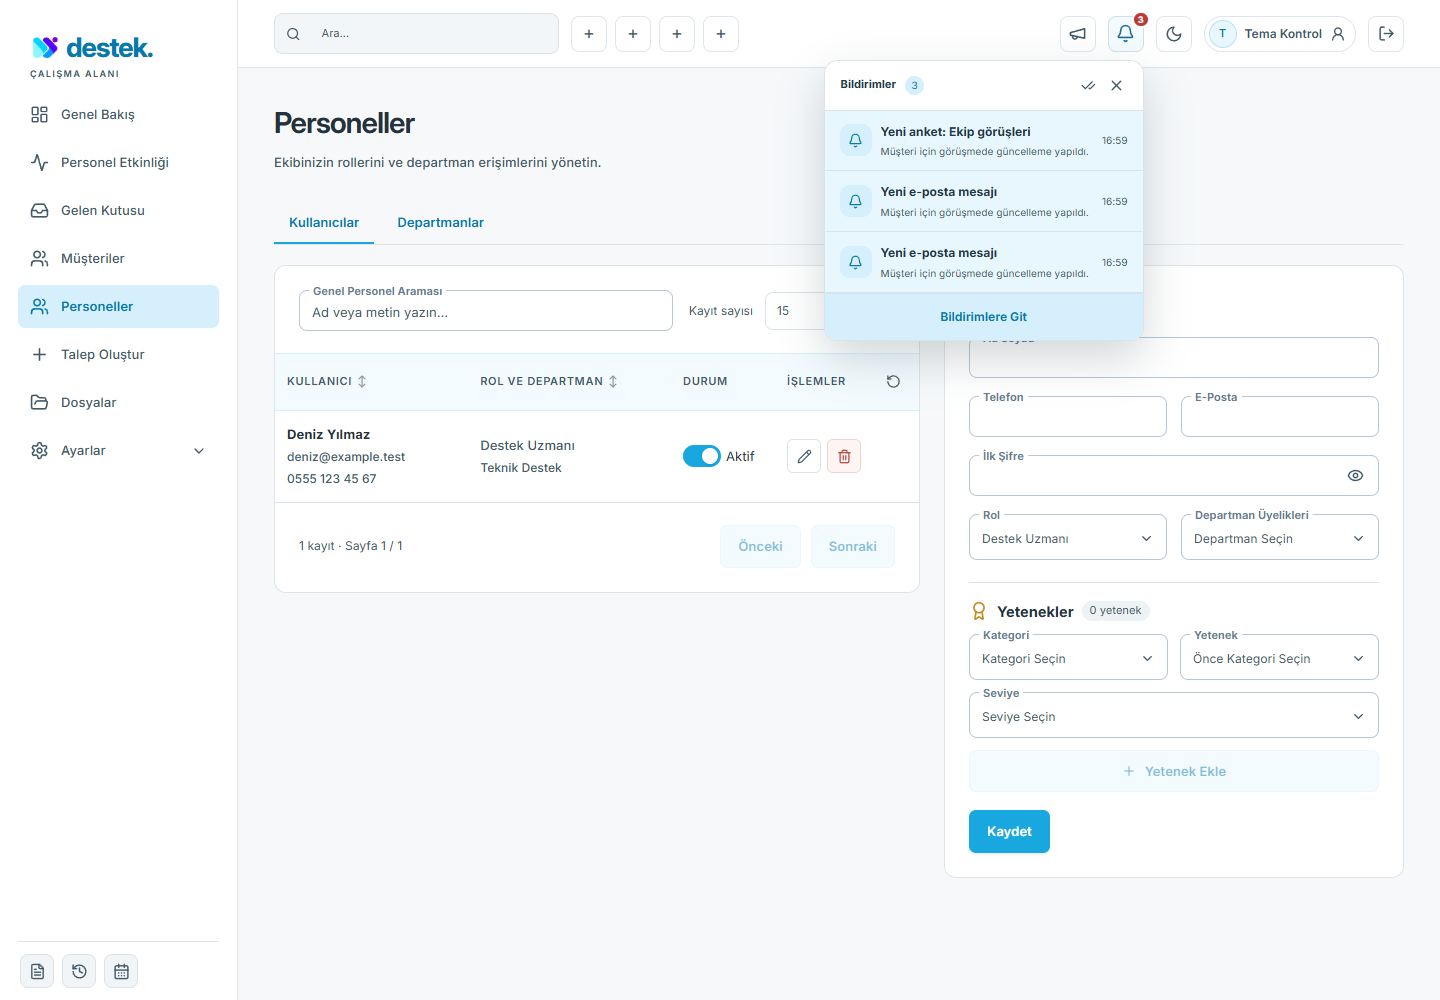 destek.
ÇALIŞMA ALANI
Genel Bakış
Personel Etkinliği
Gelen Kutusu
Müşteriler
Personeller
Talep Oluştur
Dosyalar
Ayarlar
Ara...
3
T
Tema Kontrol
Bildirimler 3
Yeni anket: Ekip görüşleri
Müşteri için görüşmede güncelleme yapıldı.
16:59
Yeni e-posta mesajı
Müşteri için görüşmede güncelleme yapıldı.
16:59
Yeni e-posta mesajı
Müşteri için görüşmede güncelleme yapıldı.
16:59
Bildirimlere Git
Personeller
Ekibinizin rollerini ve departman erişimlerini yönetin.
Kullanıcılar
Departmanlar
Genel Personel Araması
Ad veya metin yazın...
Kayıt sayısı
15
KULLANICI
ROL VE DEPARTMAN
DURUM
İŞLEMLER
Deniz Yılmaz
deniz@example.test
0555 123 45 67
Destek Uzmanı
Teknik Destek
Aktif
1 kayıt · Sayfa 1 / 1
Önceki
Sonraki
Telefon
E-Posta
İlk Şifre
Rol
Destek Uzmanı
Departman Üyelikleri
Departman Seçin
Yetenekler
0 yetenek
Kategori
Kategori Seçin
Yetenek
Önce Kategori Seçin
Seviye
Seviye Seçin
Yetenek Ekle
Kaydet